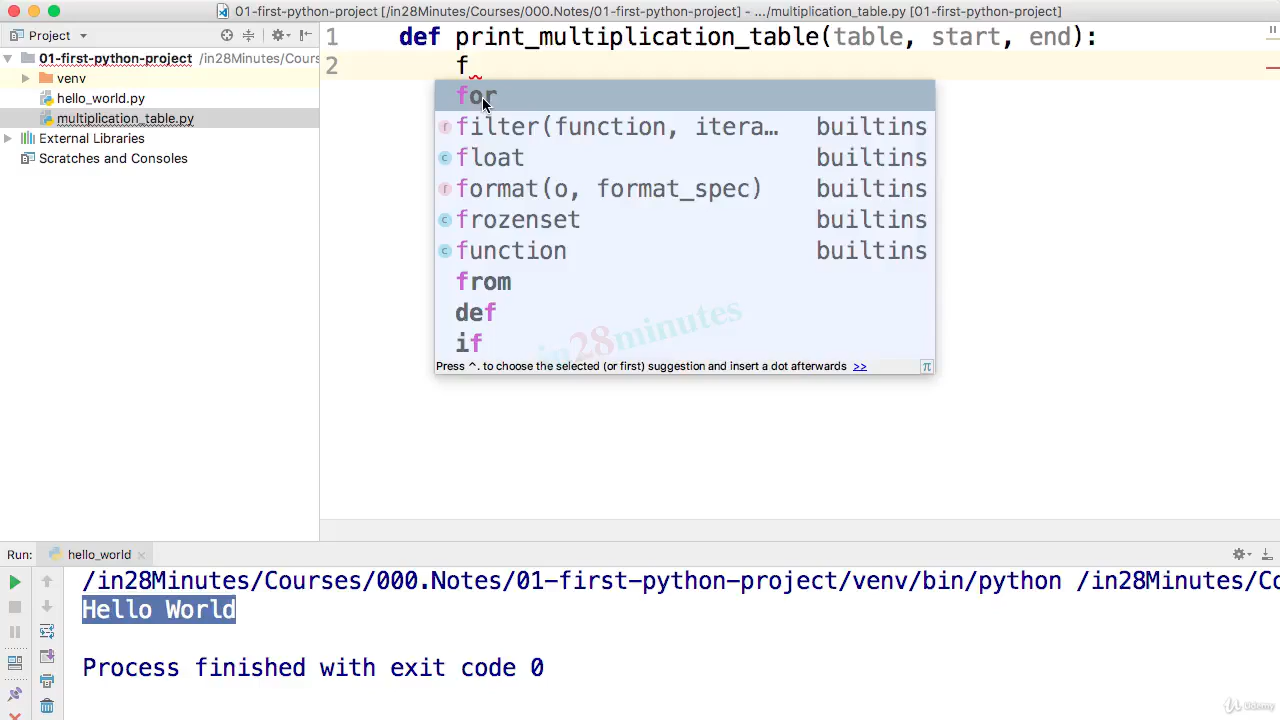 01-first-python-project [/in28Minutes/Courses/000.Notes/01-first-python-project] - .../multiplication_table.py [01-first-python-project]
Project
01-first-python-project /in28Minutes/Cours
venv
hello_world.py
multiplication_table.py
External Libraries
Scratches and Consoles
1 def print_multiplication_table(table, start, end):
2 f
for
filter(function, itera… builtins
float builtins
format(o, format_spec) builtins
frozenset builtins
function builtins
from
def
if
in28minutes
Press ^. to choose the selected (or first) suggestion and insert a dot afterwards >> π
Run: hello_world
/in28Minutes/Courses/000.Notes/01-first-python-project/venv/bin/python /in28Minutes/Co
Hello World
Process finished with exit code 0
Udemy